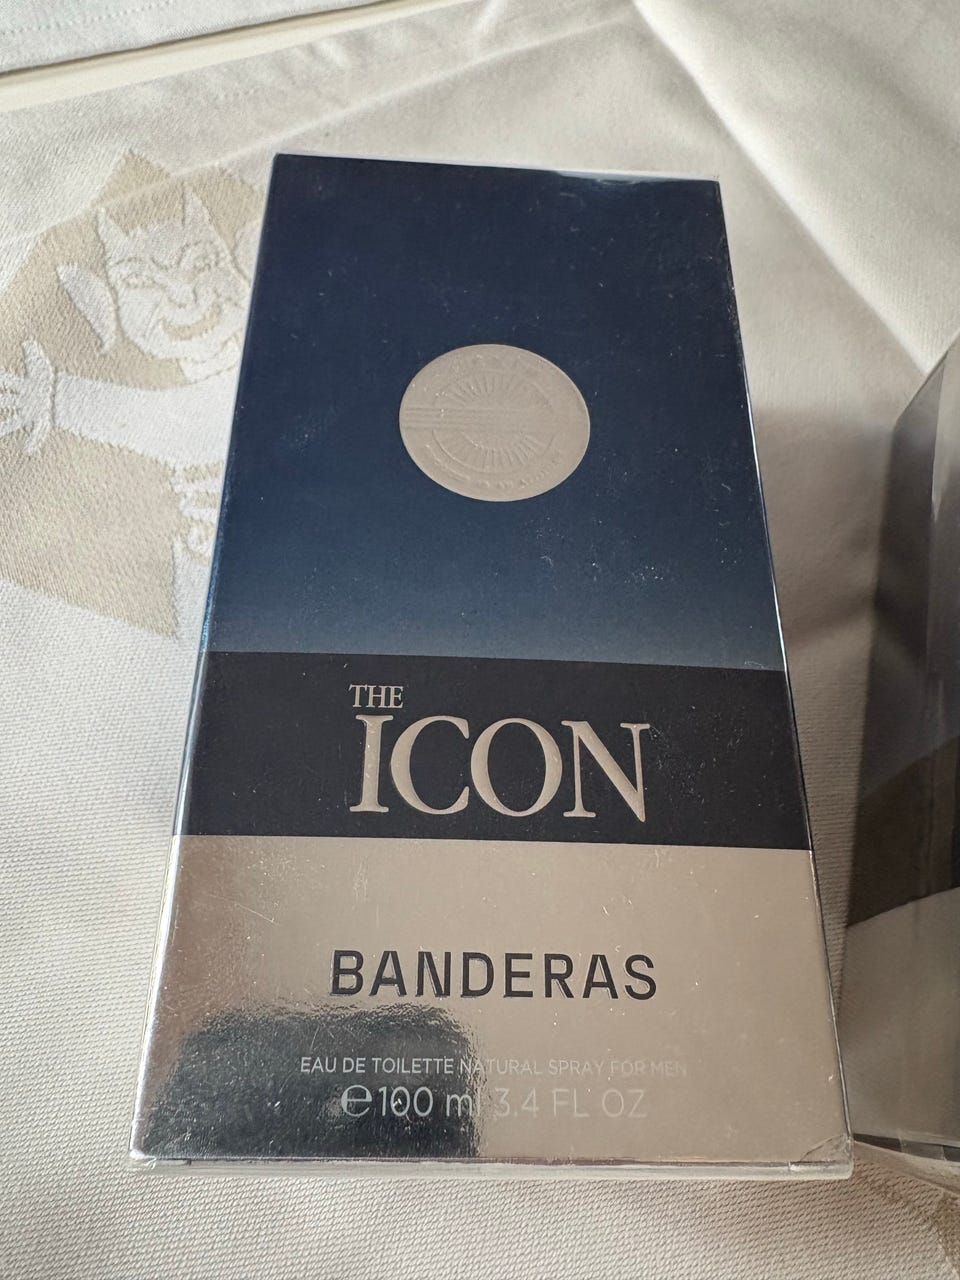 THE
ICON
BANDERAS
EAU DE TOILETTE NATURAL SPRAY FOR MEN
℮100 ml 3.4 FL OZ